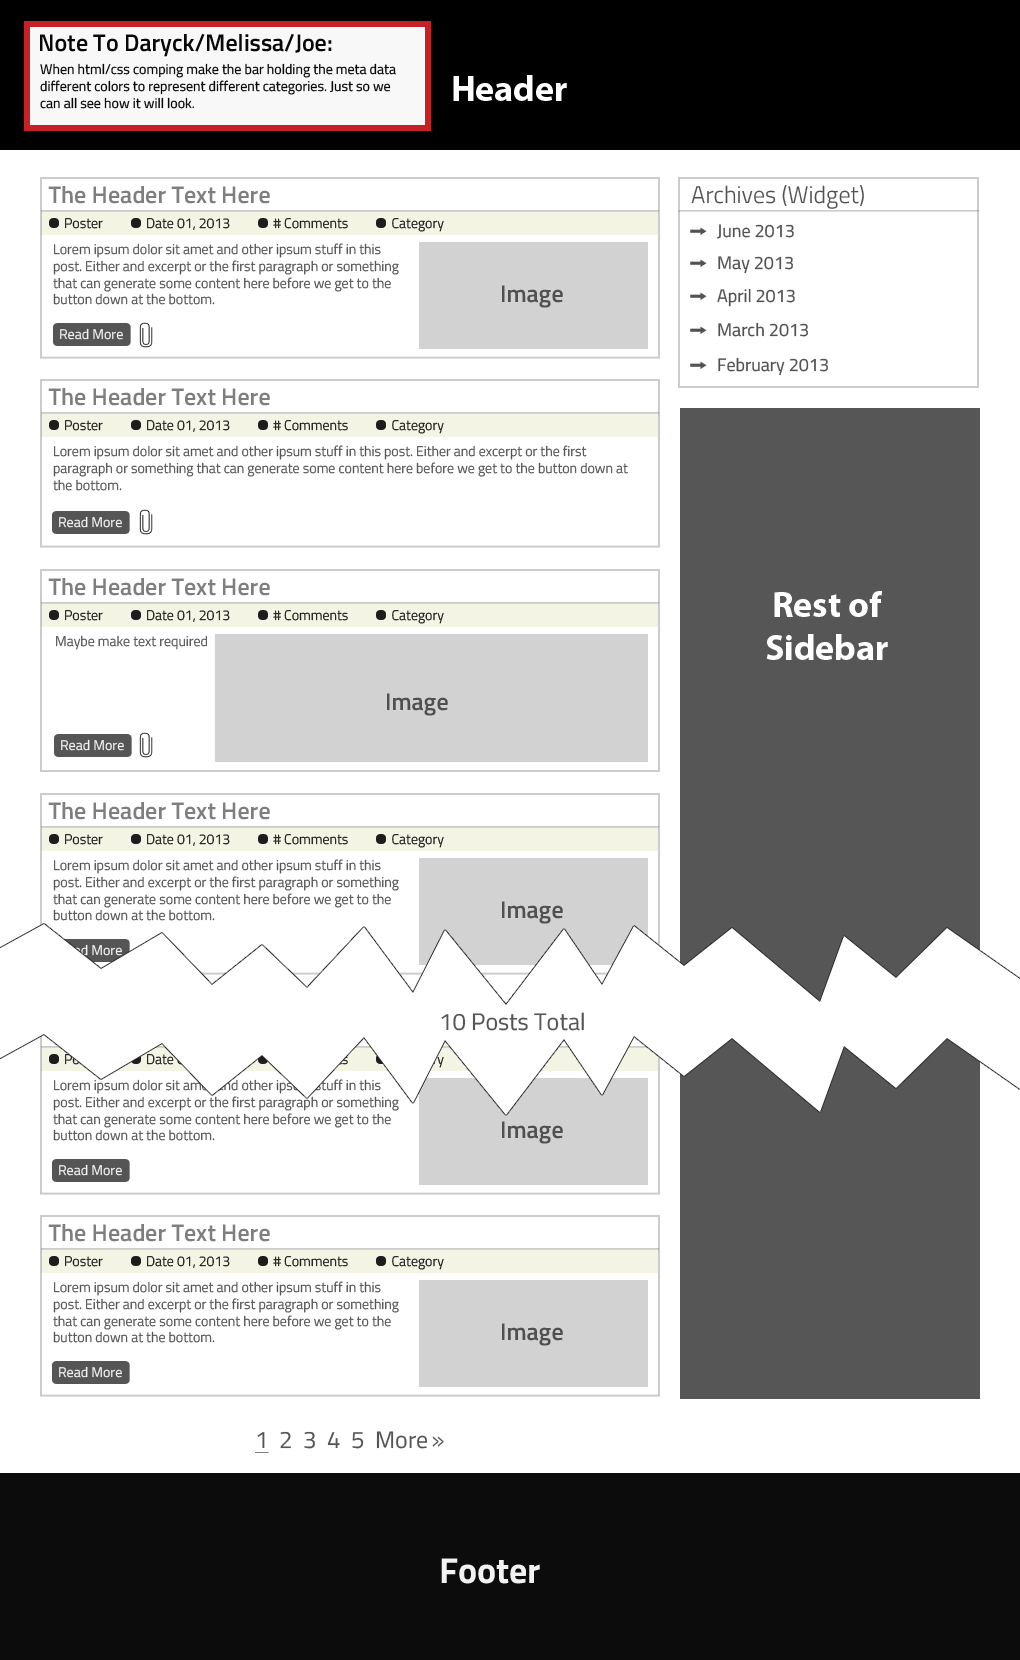 Note To Daryck/Melissa/Joe:
When html/css comping make the bar holding the meta data
different colors to represent different categories. Just so we
can all see how it will look.
Header
The Header Text Here
Poster Date 01, 2013 # Comments Category
Lorem ipsum dolor sit amet and other ipsum stuff in this
post. Either and excerpt or the first paragraph or something
that can generate some content here before we get to the
button down at the bottom.
Image
Read More
The Header Text Here
Poster Date 01, 2013 # Comments Category
Lorem ipsum dolor sit amet and other ipsum stuff in this post. Either and excerpt or the first
paragraph or something that can generate some content here before we get to the button down at
the bottom.
Read More
The Header Text Here
Poster Date 01, 2013 # Comments Category
Maybe make text required
Image
Read More
The Header Text Here
Poster Date 01, 2013 # Comments Category
Lorem ipsum dolor sit amet and other ipsum stuff in this
post. Either and excerpt or the first paragraph or something
that can generate some content here before we get to the
button down at the bottom.
Image
More
10 Posts Total
Date
Lorem ipsum dolor sit amet and other ipsum stuff in this
post. Either and excerpt or the first paragraph or something
that can generate some content here before we get to the
button down at the bottom.
Image
Read More
The Header Text Here
Poster Date 01, 2013 # Comments Category
Lorem ipsum dolor sit amet and other ipsum stuff in this
post. Either and excerpt or the first paragraph or something
that can generate some content here before we get to the
button down at the bottom.
Image
Read More
1 2 3 4 5 More »
Archives (Widget)
June 2013
May 2013
April 2013
March 2013
February 2013
Rest of
Sidebar
Footer